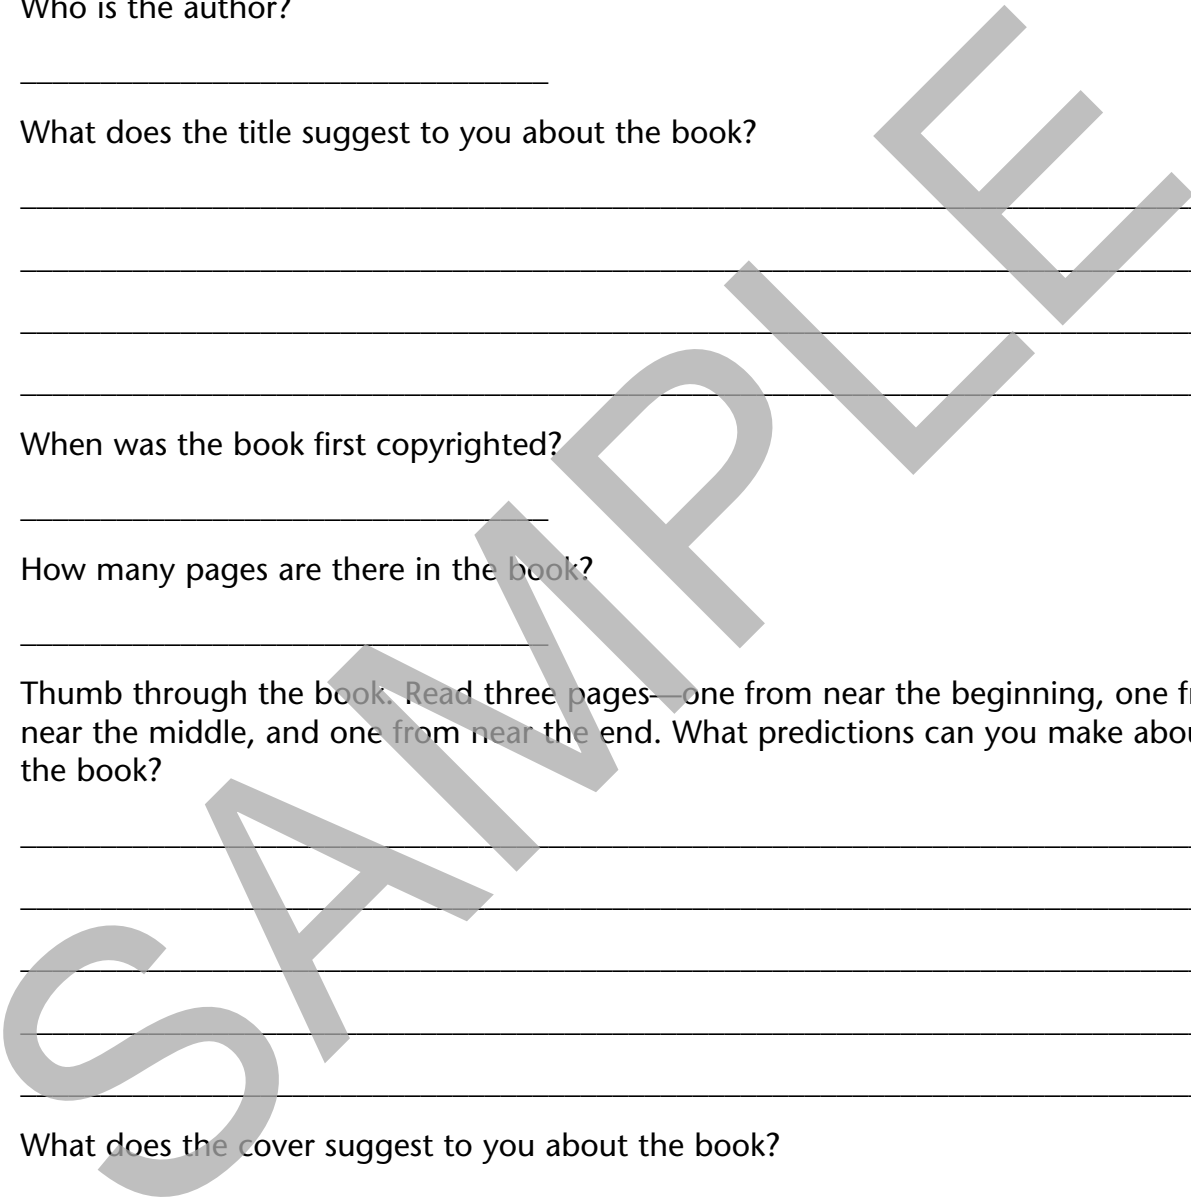 Who is the author?
What does the title suggest to you about the book?
When was the book first copyrighted?
How many pages are there in the book?
Thumb through the book. Read three pages—one from near the beginning, one fr
near the middle, and one from near the end. What predictions can you make abou
the book?
What does the cover suggest to you about the book?
SAMPLE